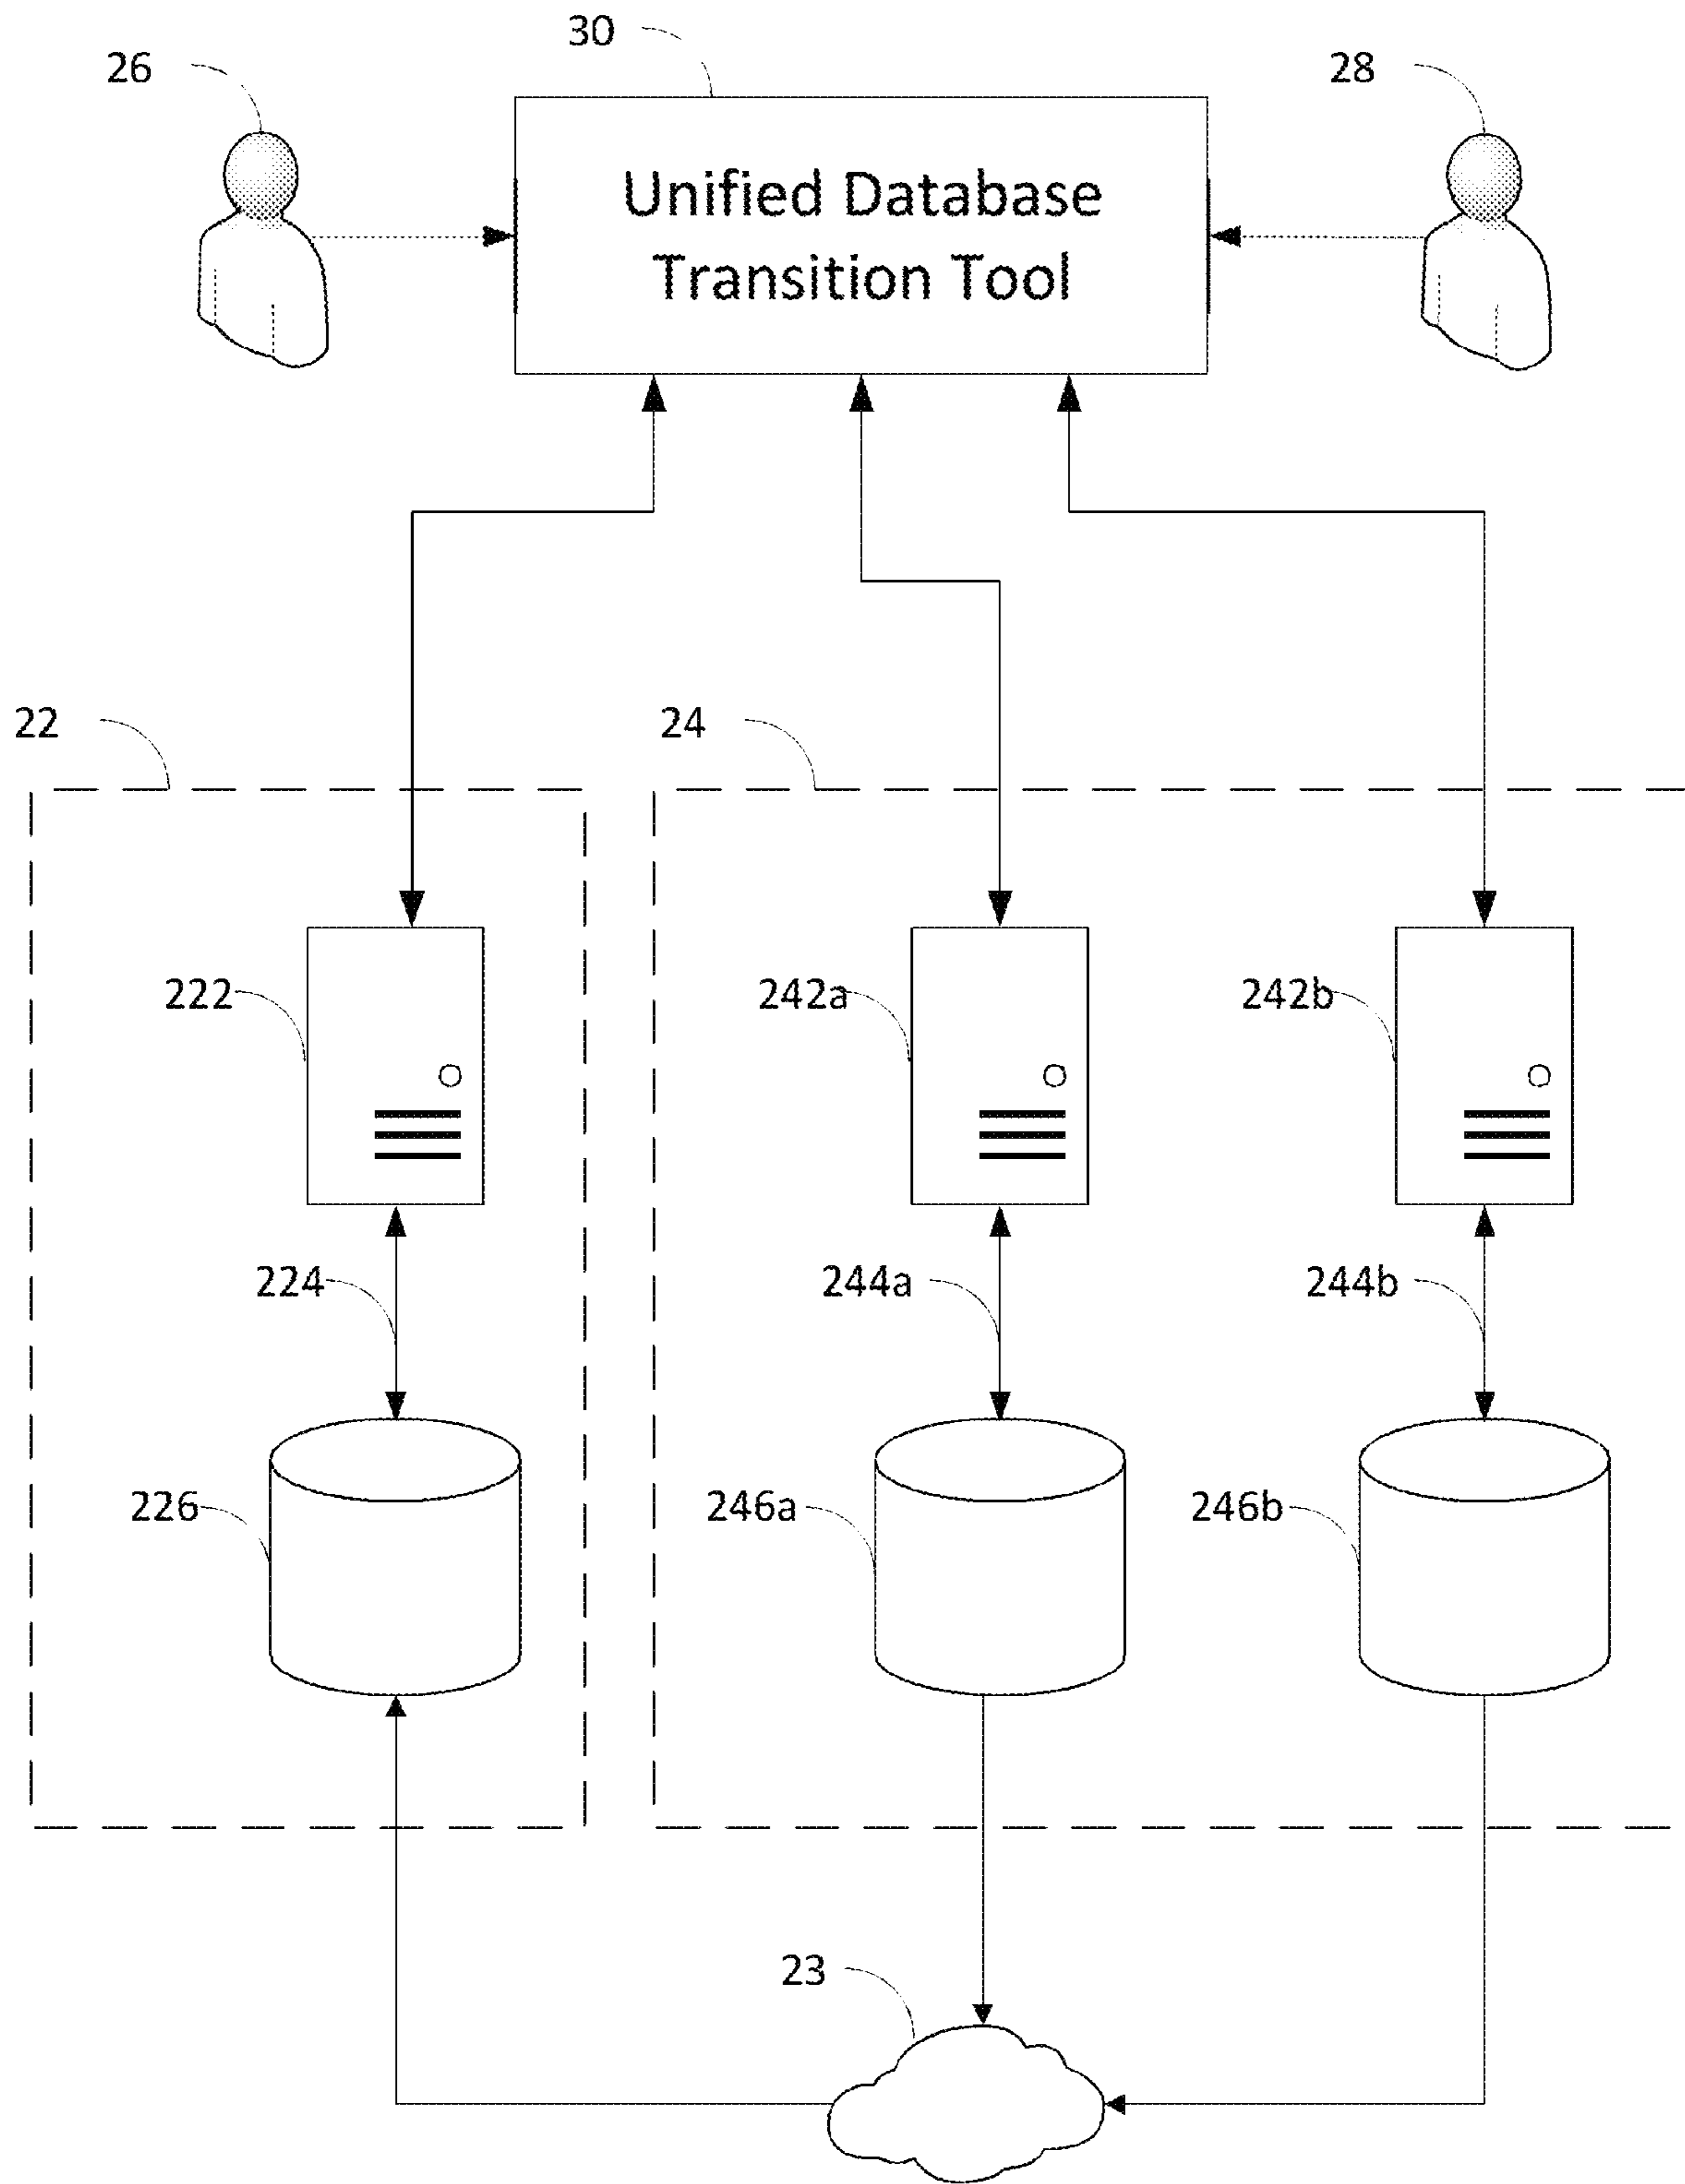 30
26
28
Unified Database
Transition Tool
22
24
222
242a
242b
224
244a
244b
226
246a
246b
23